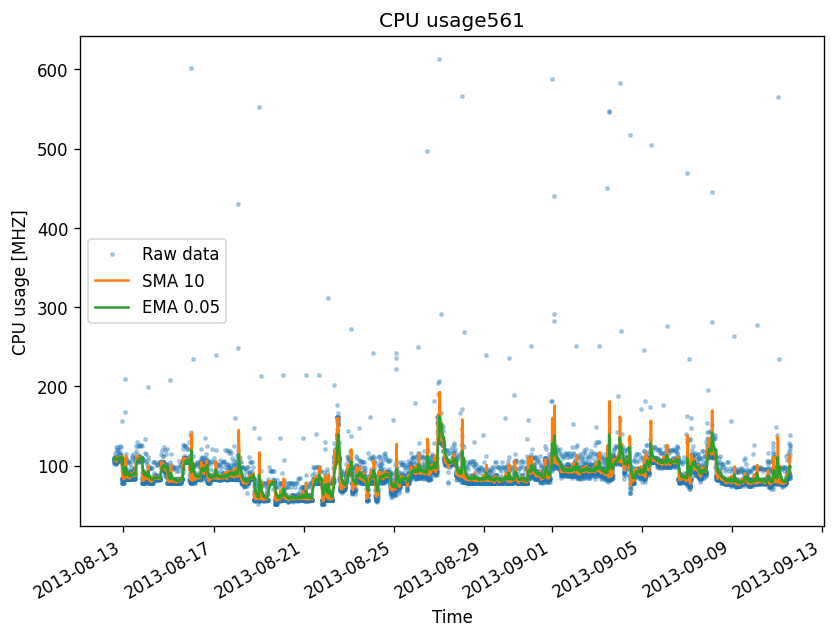 CPU usage561
CPU usage [MHZ]
600
500
400
300
200
100
Raw data
SMA 10
EMA 0.05
2013-08-13
2013-08-17
2013-08-21
2013-08-25
2013-08-29
2013-09-01
2013-09-05
2013-09-09
2013-09-13
Time